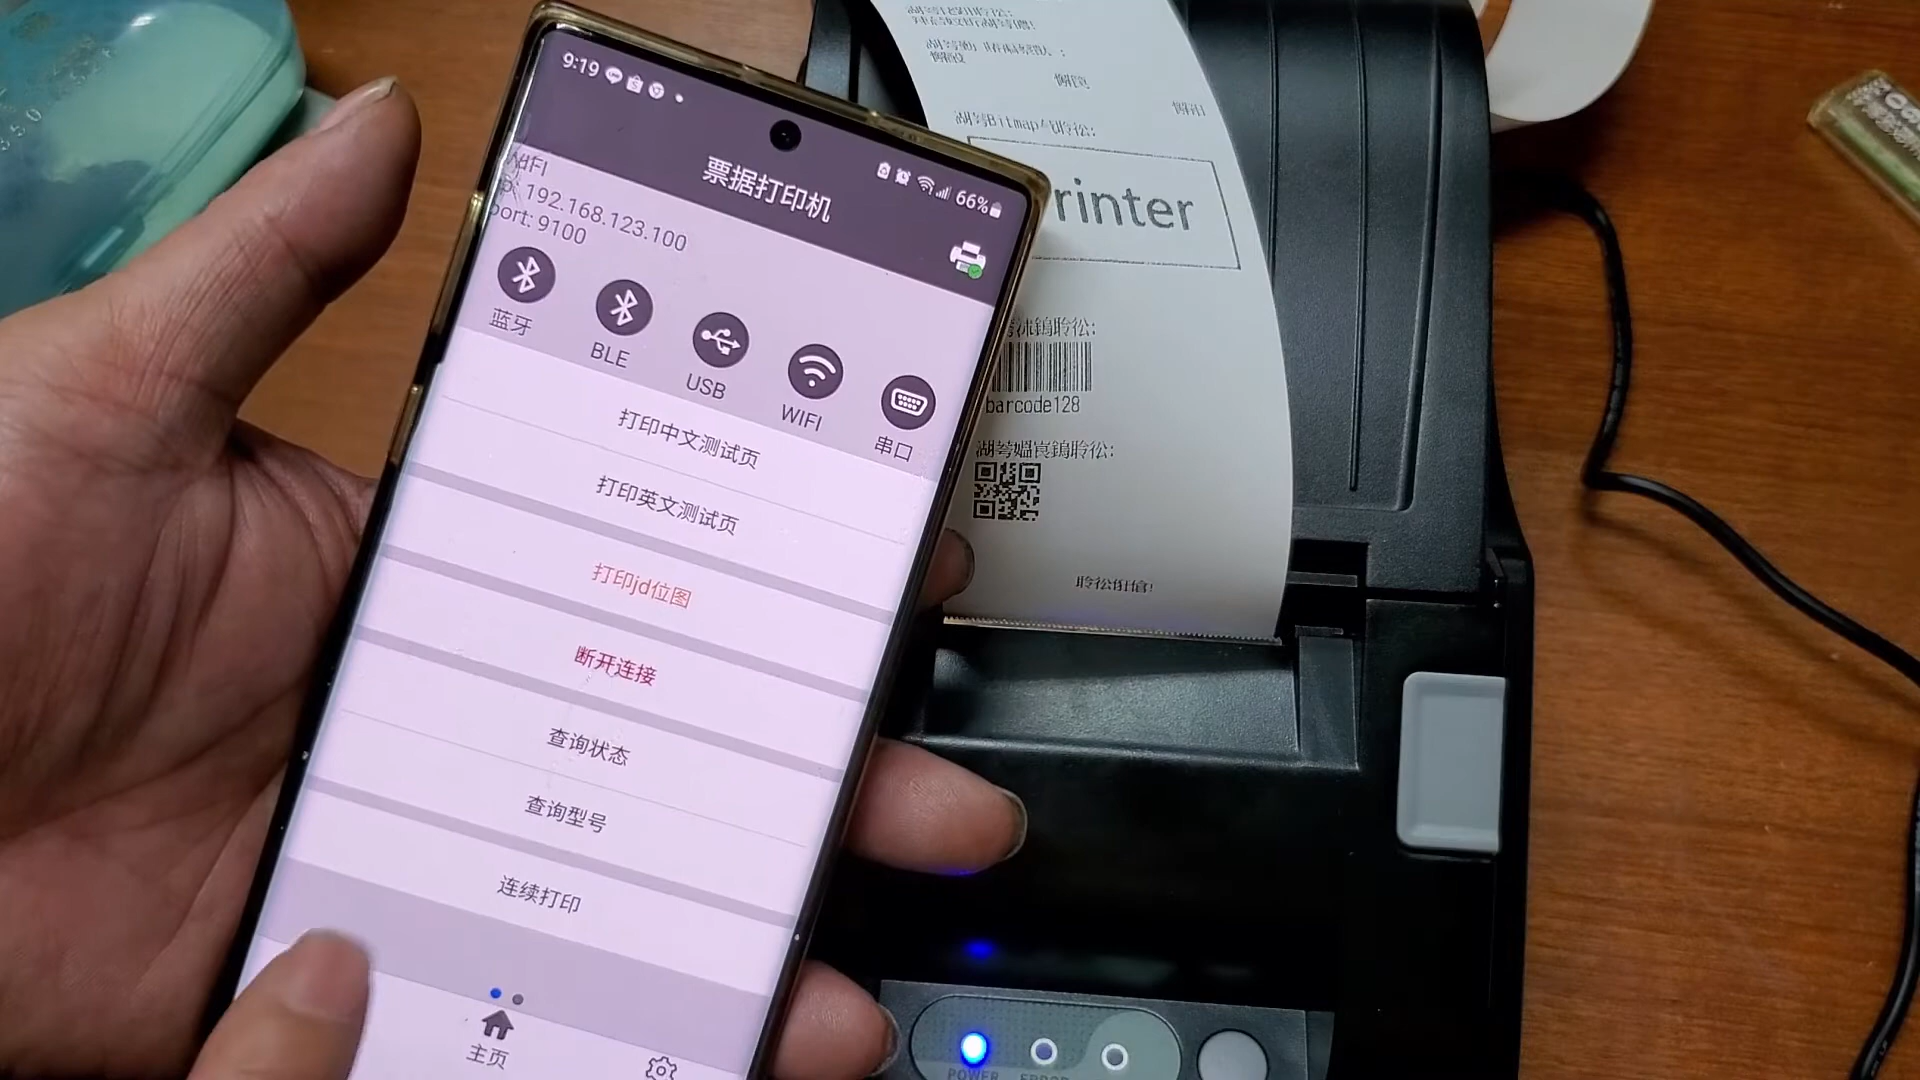 9:19
66%
票据打印机
WIFI
192.168.123.100
port: 9100
蓝牙
BLE
USB
WIFI
串口
打印中文测试页
打印英文测试页
打印jd位图
断开连接
查询状态
查询型号
连续打印
主页
Bitmap
rinter
barcode128
POWER
ERROR